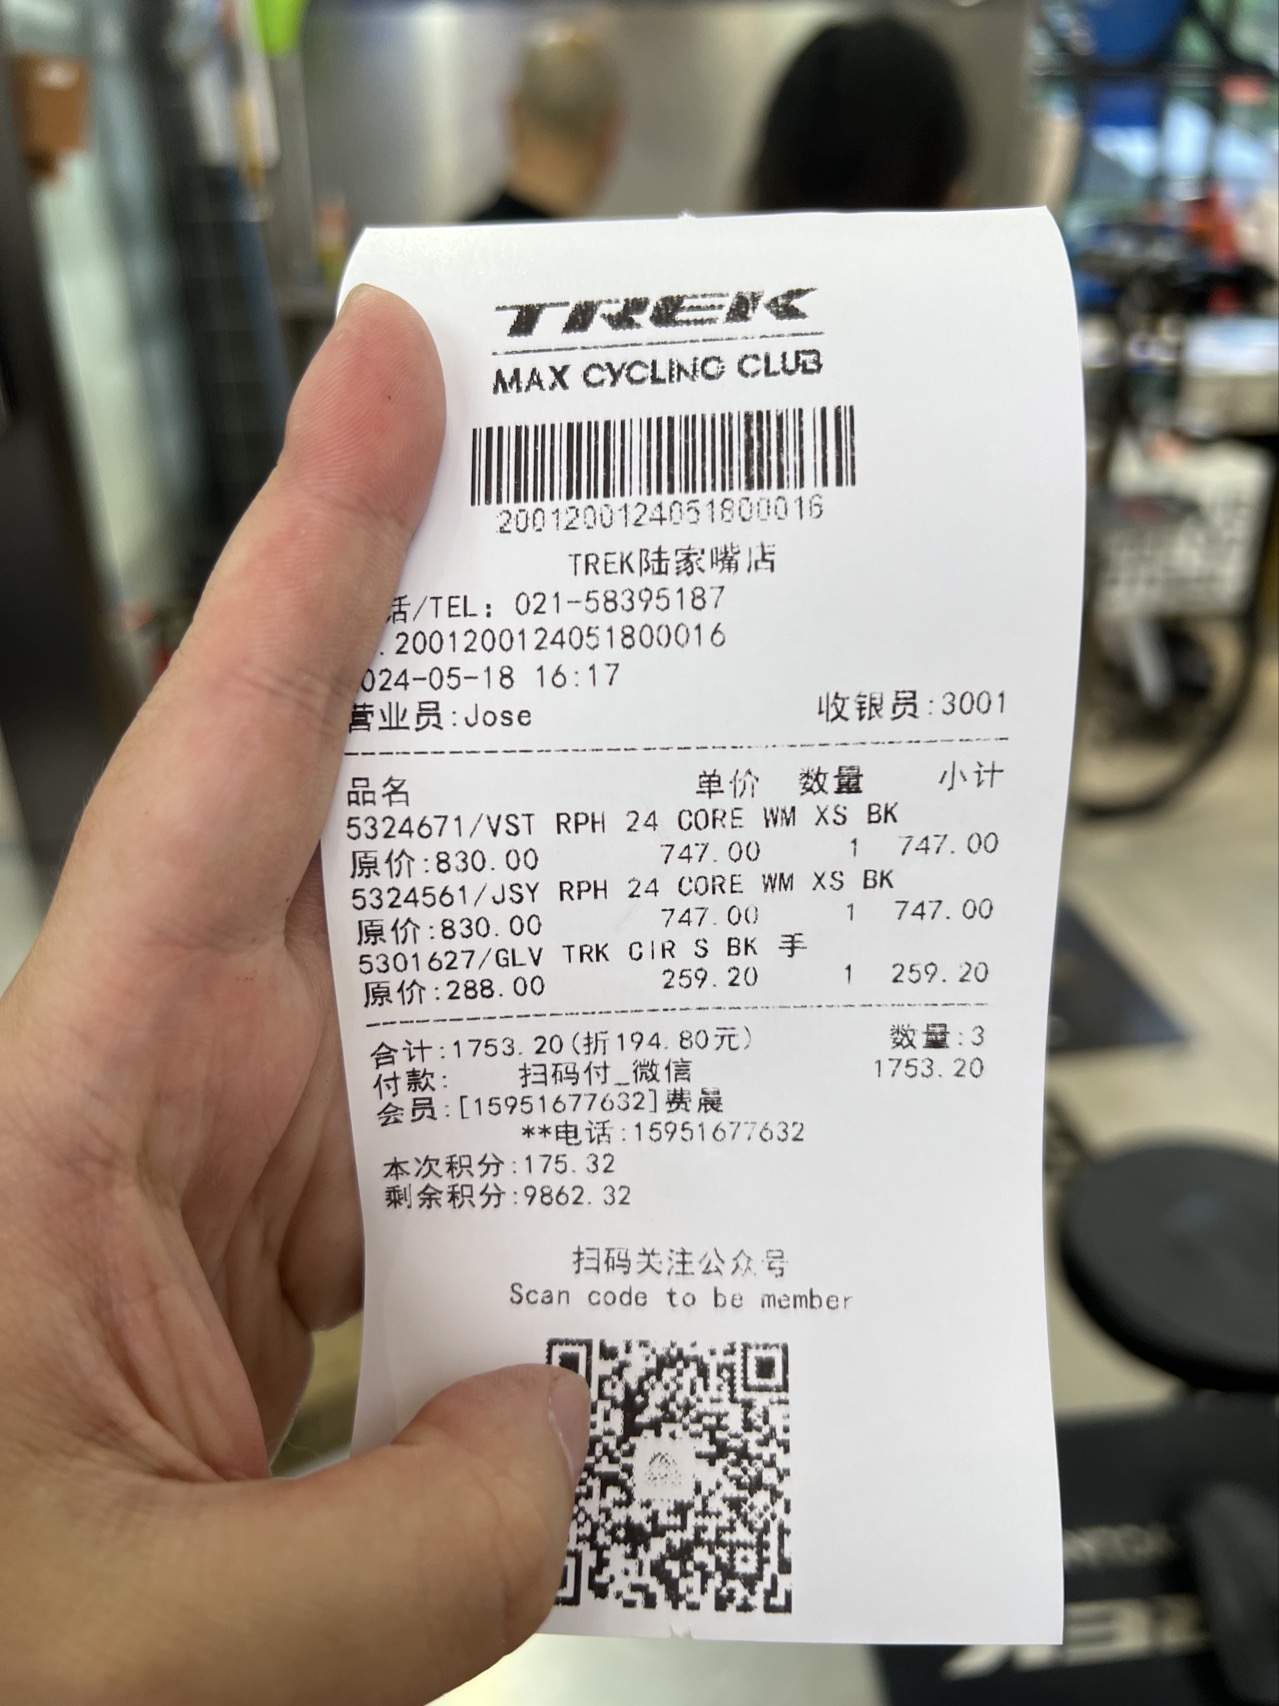 TREK
MAX CYCLING CLUB
2001200124051800016
TREK陆家嘴店
话/TEL: 021-58395187
.2001200124051800016
024-05-18 16:17
营业员:Jose 收银员:3001
品名 单价 数量 小计
5324671/VST RPH 24 CORE WM XS BK
原价:830.00 747.00 1 747.00
5324561/JSY RPH 24 CORE WM XS BK
原价:830.00 747.00 1 747.00
5301627/GLV TRK CIR S BK 手
原价:288.00 259.20 1 259.20
合计:1753.20(折194.80元) 数量:3
付款: 扫码付_微信 1753.20
会员:[15951677632]费晨
**电话:15951677632
本次积分:175.32
剩余积分:9862.32
扫码关注公众号
Scan code to be member